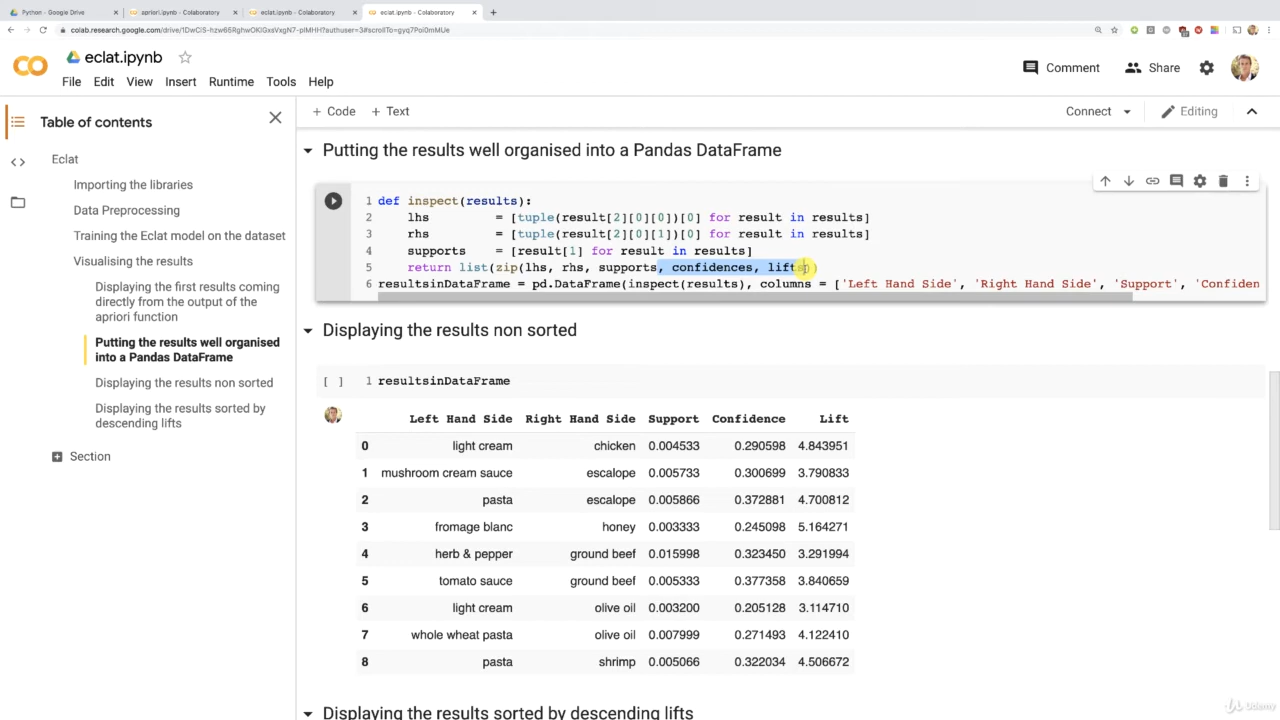 Python - Google Drive
apriori.ipynb - Colaboratory
eclat.ipynb - Colaboratory
eclat.ipynb - Colaboratory
eclat.ipynb
File Edit View Insert Runtime Tools Help
Comment Share
Table of contents
+ Code + Text
Connect
Editing
Eclat
Importing the libraries
Data Preprocessing
Training the Eclat model on the dataset
Visualising the results
Displaying the first results coming
directly from the output of the
apriori function
Putting the results well organised
into a Pandas DataFrame
Displaying the results non sorted
Displaying the results sorted by
descending lifts
Section
Putting the results well organised into a Pandas DataFrame
1 def inspect(results):
2 lhs = [tuple(result[2][0][0])[0] for result in results]
3 rhs = [tuple(result[2][0][1])[0] for result in results]
4 supports = [result[1] for result in results]
5 return list(zip(lhs, rhs, supports, confidences, lifts))
6 resultsinDataFrame = pd.DataFrame(inspect(results), columns = ['Left Hand Side', 'Right Hand Side', 'Support', 'Confiden
Displaying the results non sorted
[ ] 1 resultsinDataFrame
Left Hand Side Right Hand Side Support Confidence Lift
0 light cream chicken 0.004533 0.290598 4.843951
1 mushroom cream sauce escalope 0.005733 0.300699 3.790833
2 pasta escalope 0.005866 0.372881 4.700812
3 fromage blanc honey 0.003333 0.245098 5.164271
4 herb & pepper ground beef 0.015998 0.323450 3.291994
5 tomato sauce ground beef 0.005333 0.377358 3.840659
6 light cream olive oil 0.003200 0.205128 3.114710
7 whole wheat pasta olive oil 0.007999 0.271493 4.122410
8 pasta shrimp 0.005066 0.322034 4.506672
Displaying the results sorted by descending lifts
Udemy